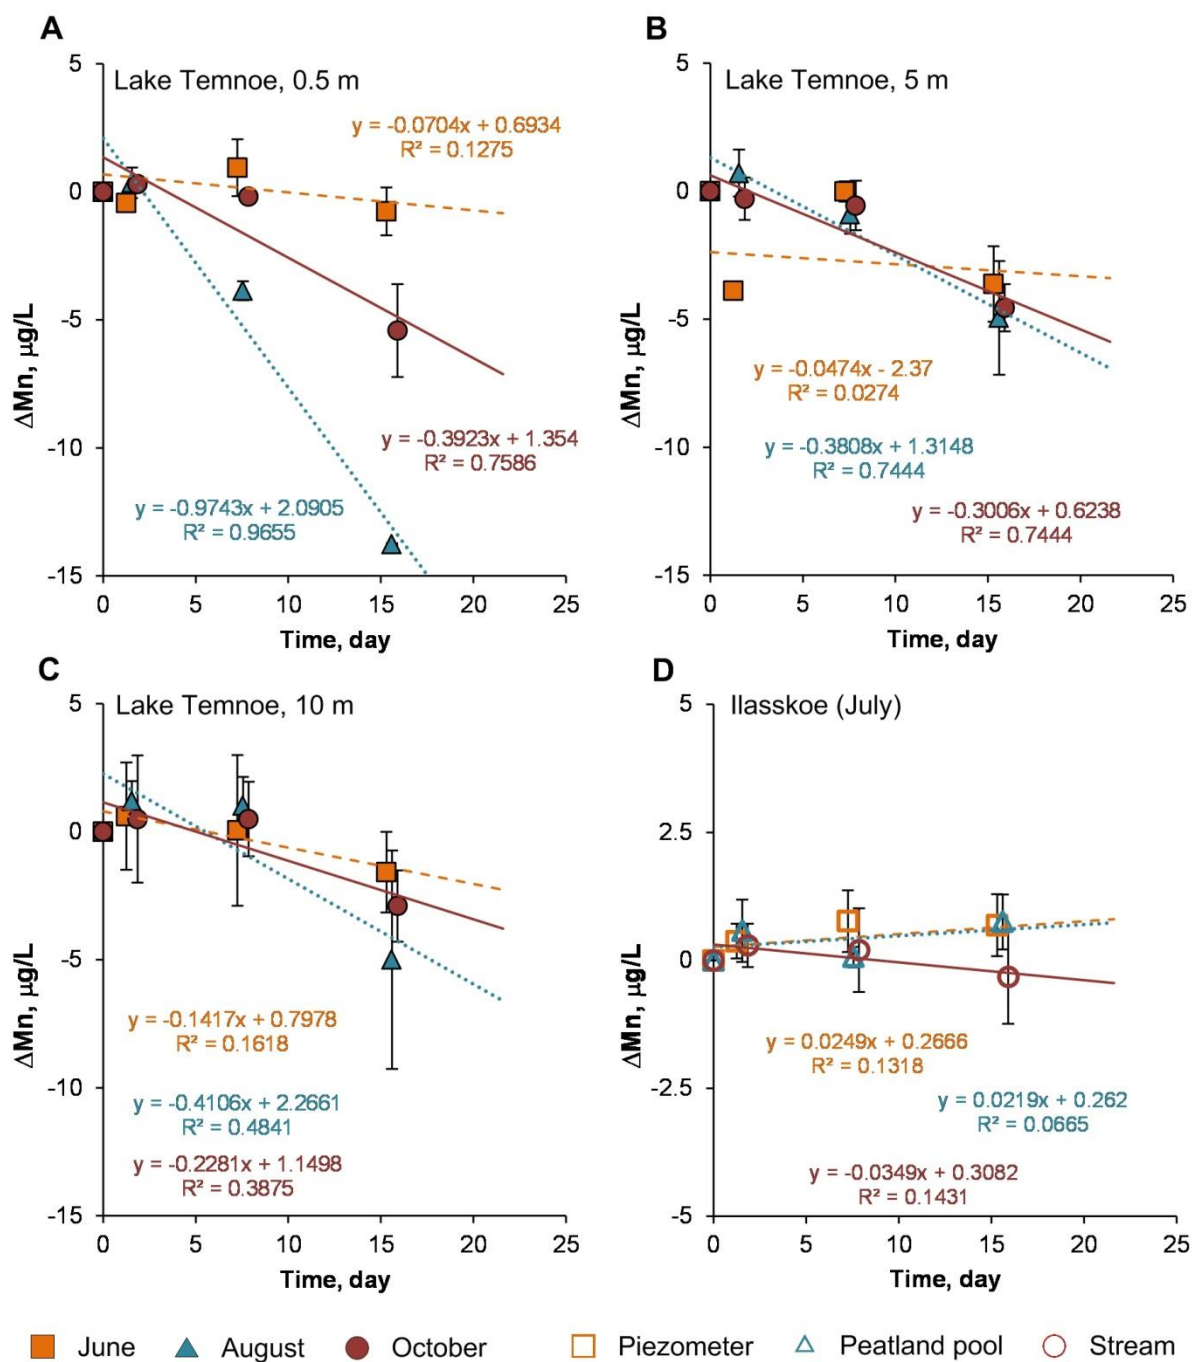 A
Lake Temnoe, 0.5 m
5
0
-5
-10
-15
ΔMn, µg/L
y = -0.0704x + 0.6934
R² = 0.1275
y = -0.3923x + 1.354
R² = 0.7586
y = -0.9743x + 2.0905
R² = 0.9655
0 5 10 15 20 25
Time, day
B
Lake Temnoe, 5 m
5
0
-5
-10
-15
ΔMn, µg/L
y = -0.0474x - 2.37
R² = 0.0274
y = -0.3808x + 1.3148
R² = 0.7444
y = -0.3006x + 0.6238
R² = 0.7444
0 5 10 15 20 25
Time, day
C
Lake Temnoe, 10 m
5
0
-5
-10
-15
ΔMn, µg/L
y = -0.1417x + 0.7978
R² = 0.1618
y = -0.4106x + 2.2661
R² = 0.4841
y = -0.2281x + 1.1498
R² = 0.3875
0 5 10 15 20 25
Time, day
D
Ilasskoe (July)
5
2.5
0
-2.5
-5
ΔMn, µg/L
y = 0.0249x + 0.2666
R² = 0.1318
y = 0.0219x + 0.262
R² = 0.0665
y = -0.0349x + 0.3082
R² = 0.1431
0 5 10 15 20 25
Time, day
June August October Piezometer Peatland pool Stream